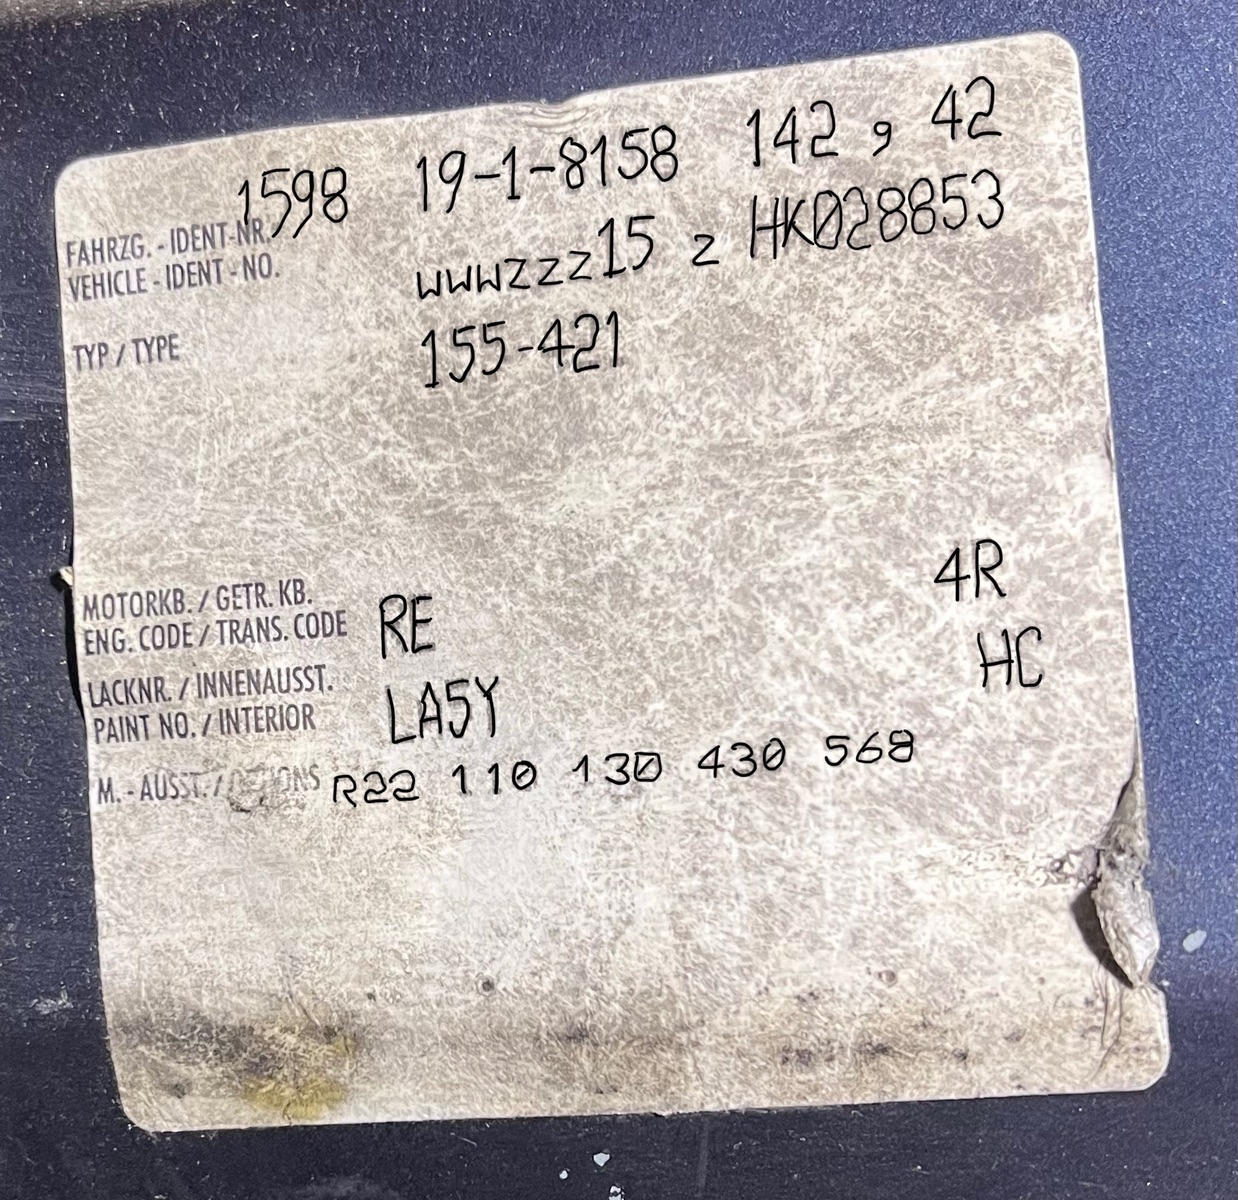 1598 19-1-8158 142 9 42
FAHRZG. - IDENT-NR.
VEHICLE - IDENT - NO. WWWZZZ15 Z HK028853
TYP / TYPE 155-421
MOTORKB. / GETR. KB.
ENG. CODE / TRANS. CODE RE 4R
LACKNR. / INNENAUSST.
PAINT NO. / INTERIOR LA5Y HC
M. - AUSST. / OPTIONS R22 110 130 430 568